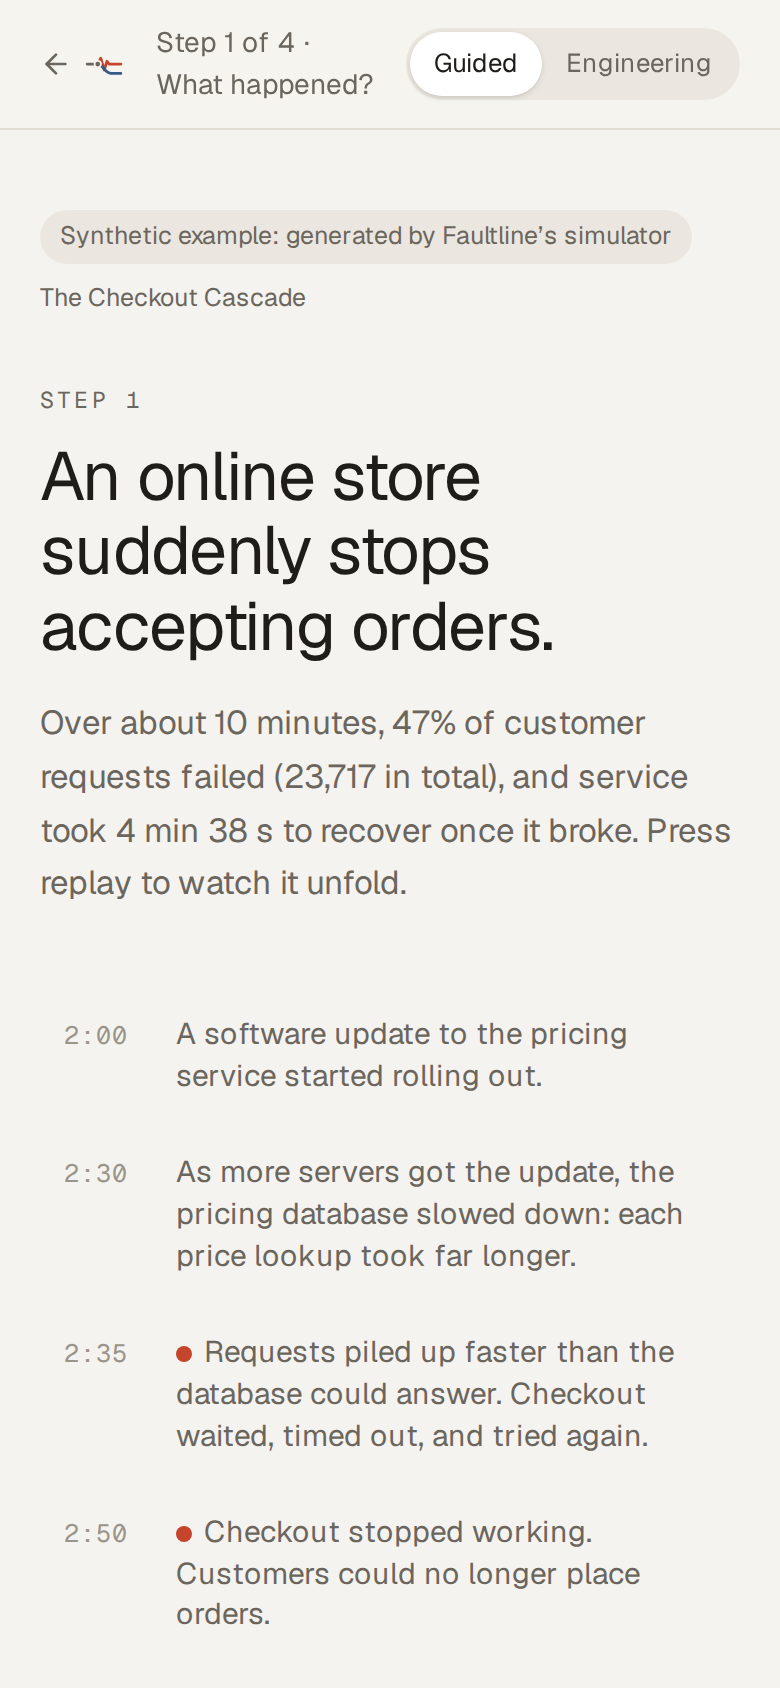 Step 1 of 4 ·
What happened?
Guided
Engineering
Synthetic example: generated by Faultline’s simulator
The Checkout Cascade
STEP 1
An online store
suddenly stops
accepting orders.
Over about 10 minutes, 47% of customer
requests failed (23,717 in total), and service
took 4 min 38 s to recover once it broke. Press
replay to watch it unfold.
2:00
A software update to the pricing
service started rolling out.
2:30
As more servers got the update, the
pricing database slowed down: each
price lookup took far longer.
2:35
Requests piled up faster than the
database could answer. Checkout
waited, timed out, and tried again.
2:50
Checkout stopped working.
Customers could no longer place
orders.